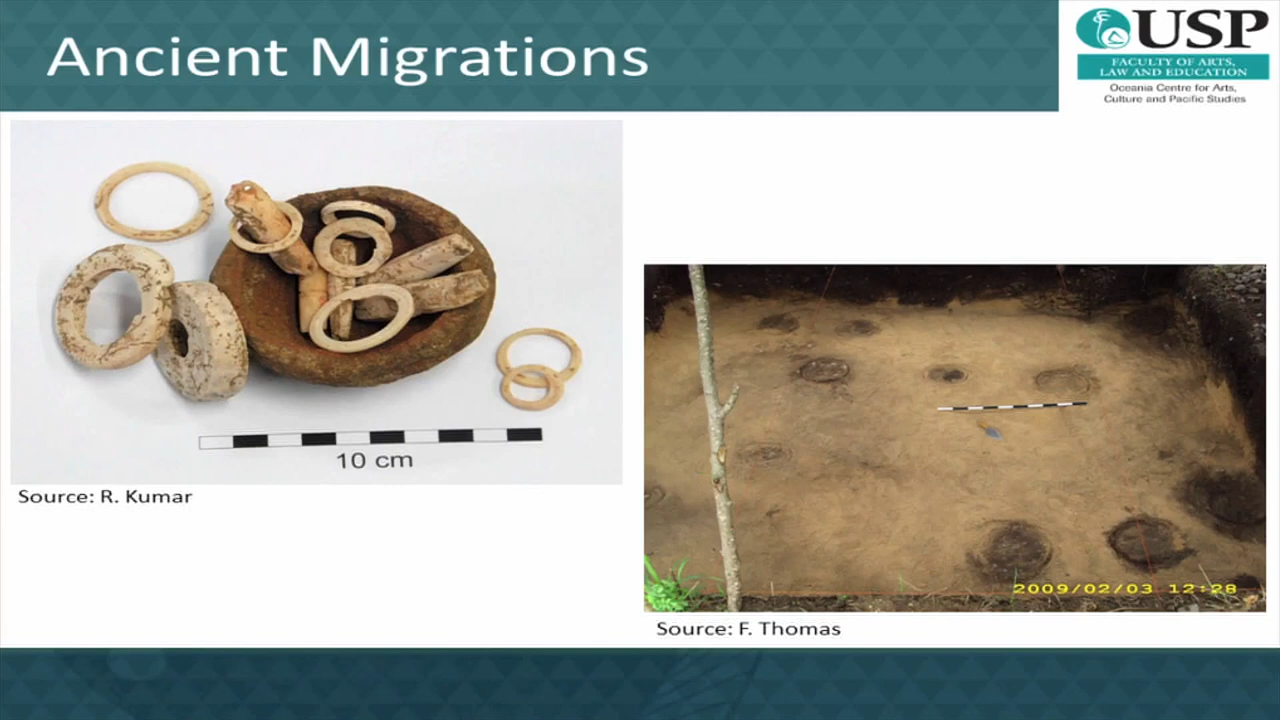 Ancient Migrations
USP
FACULTY OF ARTS,
LAW AND EDUCATION
Oceania Centre for Arts,
Culture and Pacific Studies
10 cm
Source: R. Kumar
2009/02/03 12:28
Source: F. Thomas